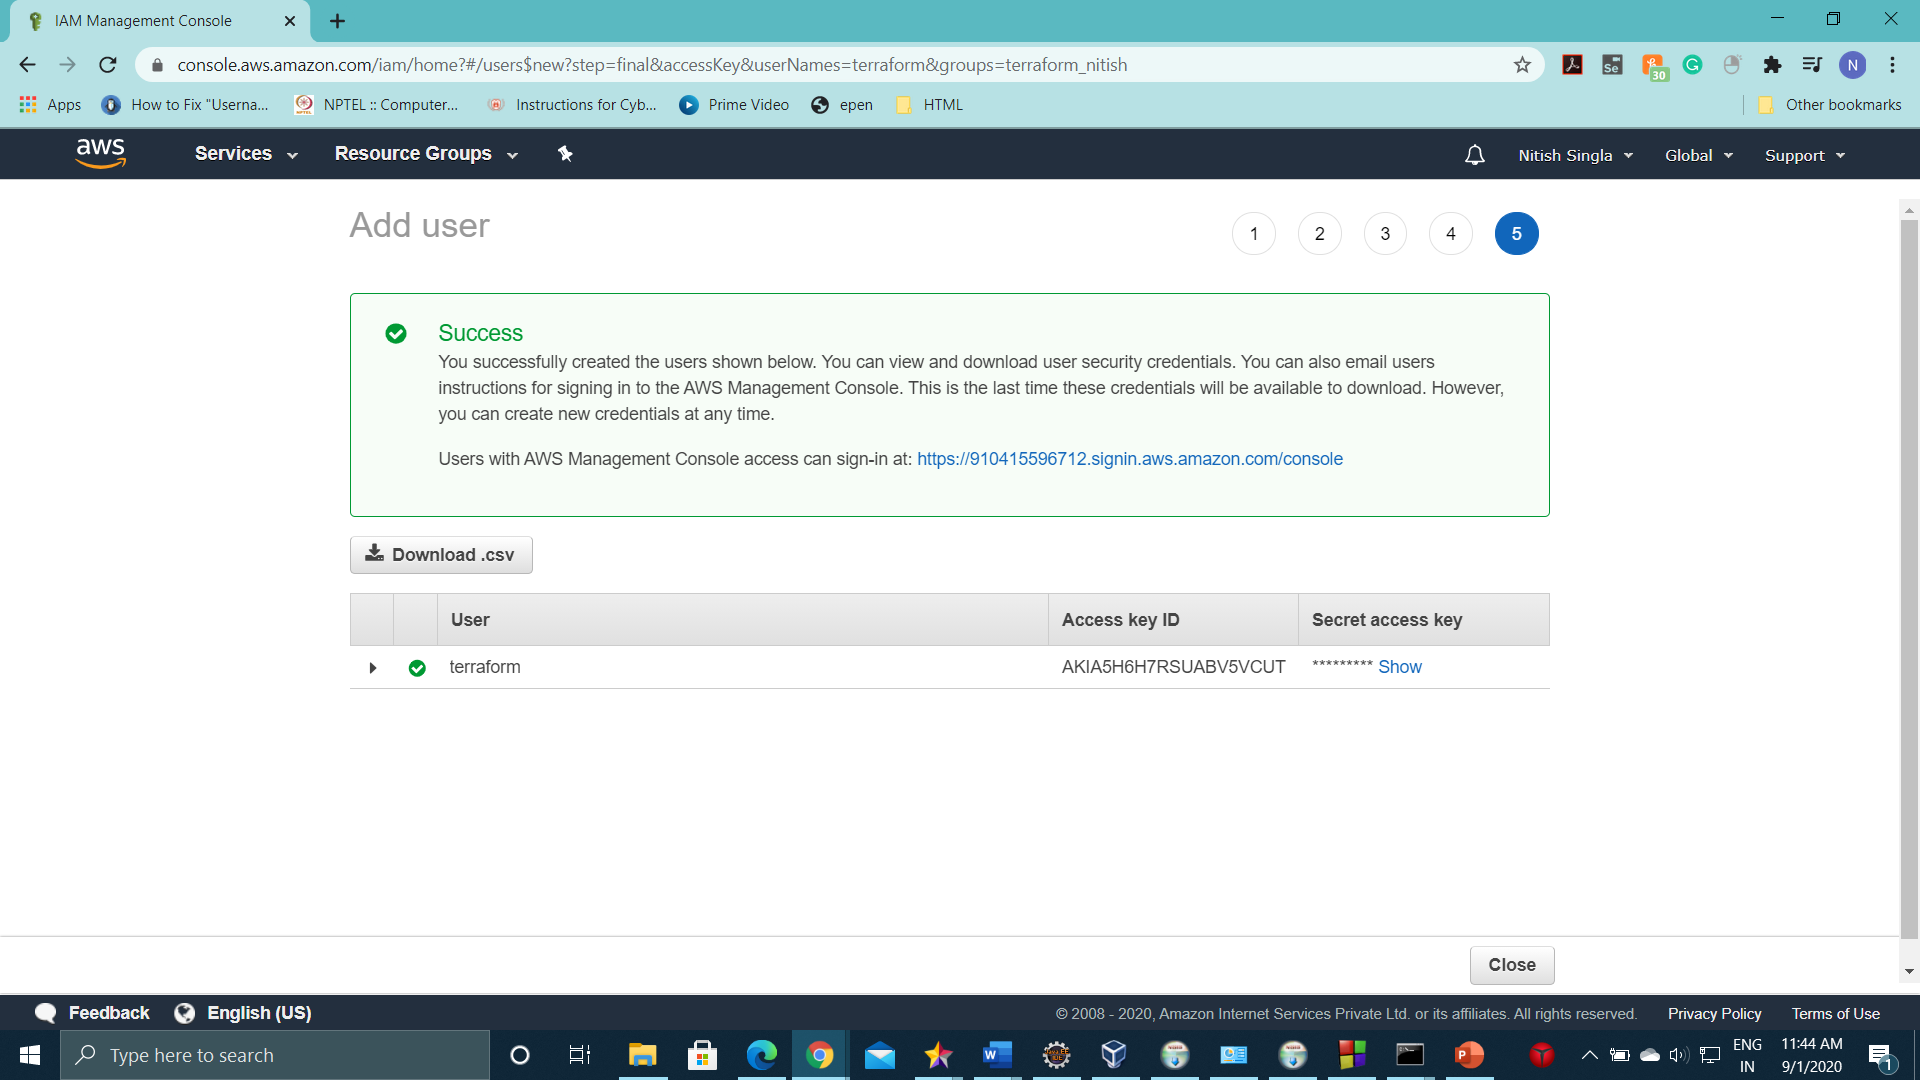 IAM Management Console
console.aws.amazon.com/iam/home?#/users$new?step=final&accessKey&userNames=terraform&groups=terraform_nitish
Se
30
N
Apps
How to Fix "Userna...
NPTEL :: Computer...
Instructions for Cyb...
Prime Video
epen
HTML
Other bookmarks
aws
Services
Resource Groups
Nitish Singla
Global
Support
Add user
1 2 3 4 5
Success
You successfully created the users shown below. You can view and download user security credentials. You can also email users
instructions for signing in to the AWS Management Console. This is the last time these credentials will be available to download. However,
you can create new credentials at any time.
Users with AWS Management Console access can sign-in at: https://910415596712.signin.aws.amazon.com/console
Download .csv
User Access key ID Secret access key
terraform AKIA5H6H7RSUABV5VCUT ********* Show
Close
Feedback
English (US)
© 2008 - 2020, Amazon Internet Services Private Ltd. or its affiliates. All rights reserved.
Privacy Policy
Terms of Use
Type here to search
ENG
IN
11:44 AM
9/1/2020
1